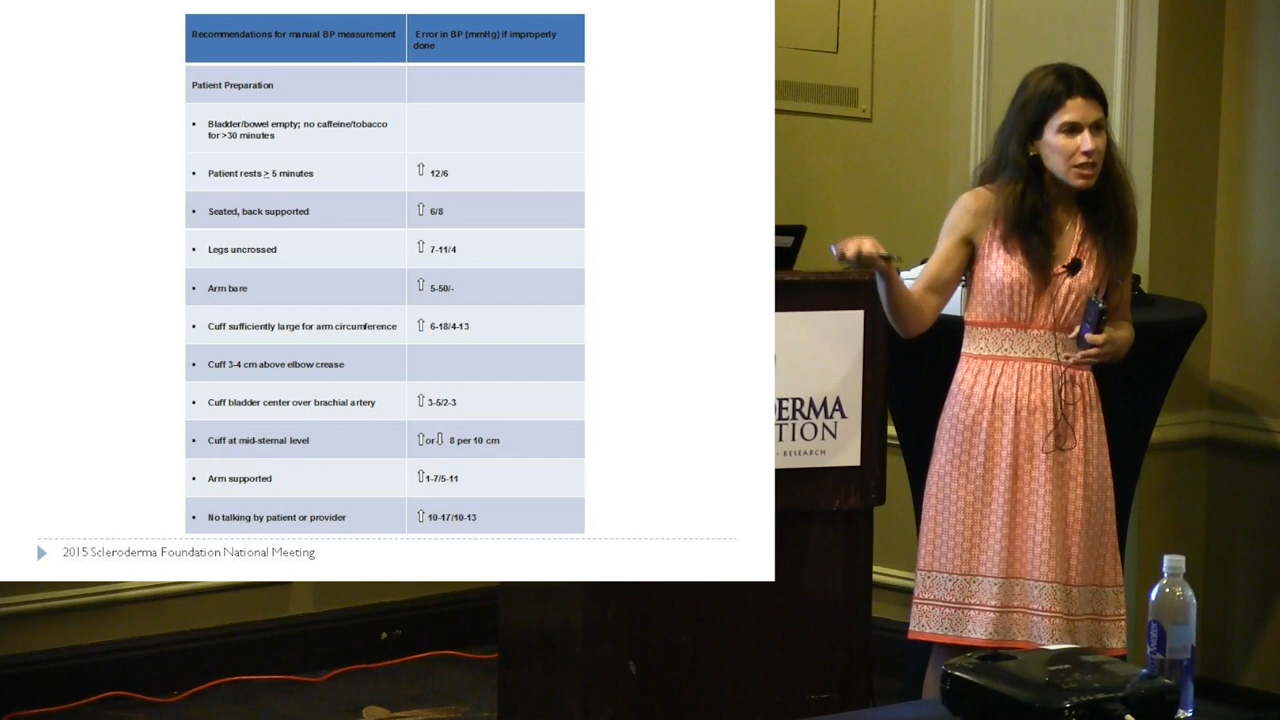 Recommendations for manual BP measurement
Error in BP (mmHg) if improperly
done
Patient Preparation
• Bladder/bowel empty; no caffeine/tobacco
for >30 minutes
• Patient rests ≥ 5 minutes
⇧ 12/6
• Seated, back supported
⇧ 6/8
• Legs uncrossed
⇧ 7-11/4
• Arm bare
⇧ 5-50/-
• Cuff sufficiently large for arm circumference
⇧ 6-18/4-13
• Cuff 3-4 cm above elbow crease
• Cuff bladder center over brachial artery
⇧ 3-5/2-3
• Cuff at mid-sternal level
⇧ or ⇩ 8 per 10 cm
• Arm supported
⇧ 1-7/5-11
• No talking by patient or provider
⇧ 10-17/10-13
2015 Scleroderma Foundation National Meeting
ERMA
TION
RESEARCH